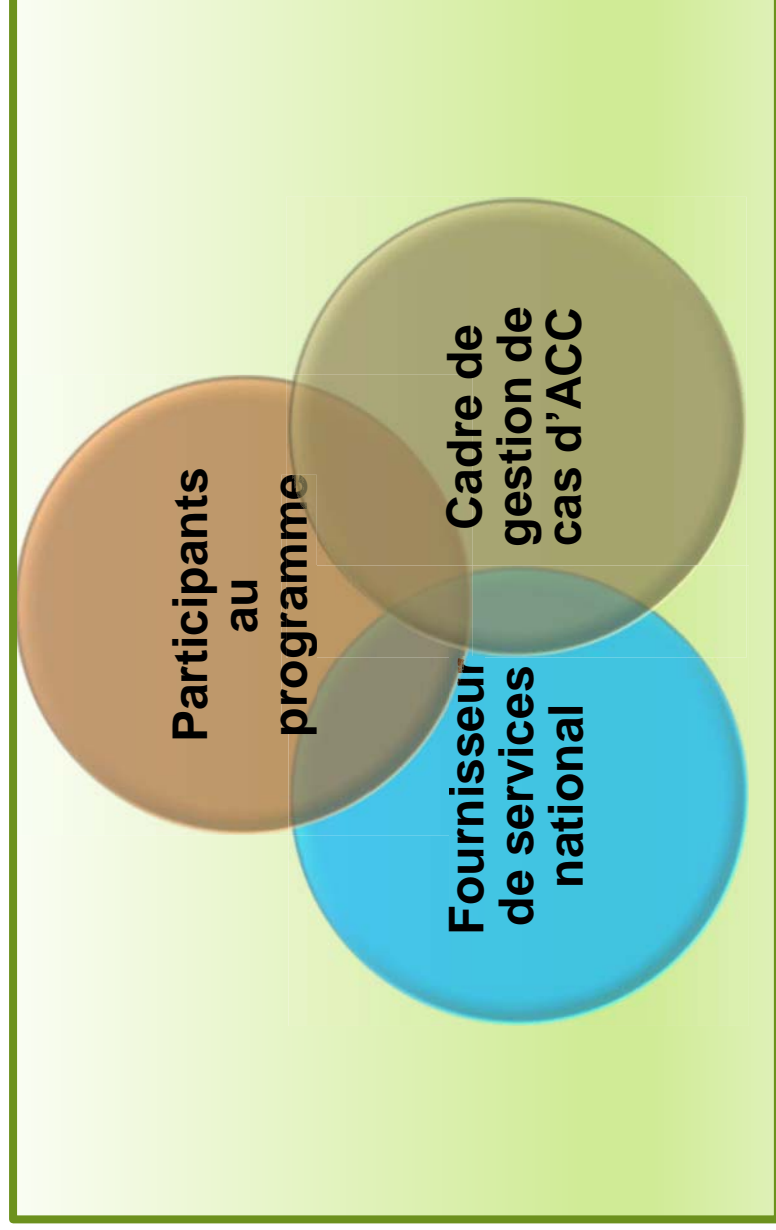 Participants
au
programme
Cadre de
gestion de
cas d’ACC
Fournisseur
de services
national